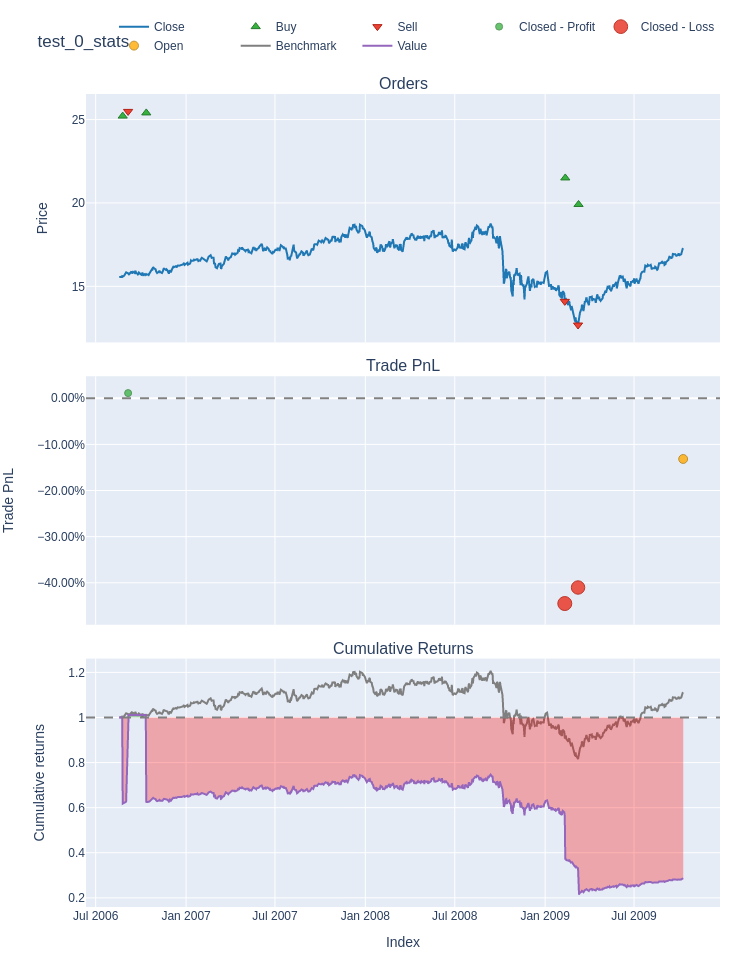 test_0_stats
Close
Buy
Sell
Closed - Profit
Closed - Loss
Open
Benchmark
Value
Orders
25
20
15
Price
Trade PnL
0.00%
−10.00%
−20.00%
−30.00%
−40.00%
Trade PnL
Cumulative Returns
1.2
1
0.8
0.6
0.4
0.2
Cumulative returns
Jul 2006 Jan 2007 Jul 2007 Jan 2008 Jul 2008 Jan 2009 Jul 2009
Index